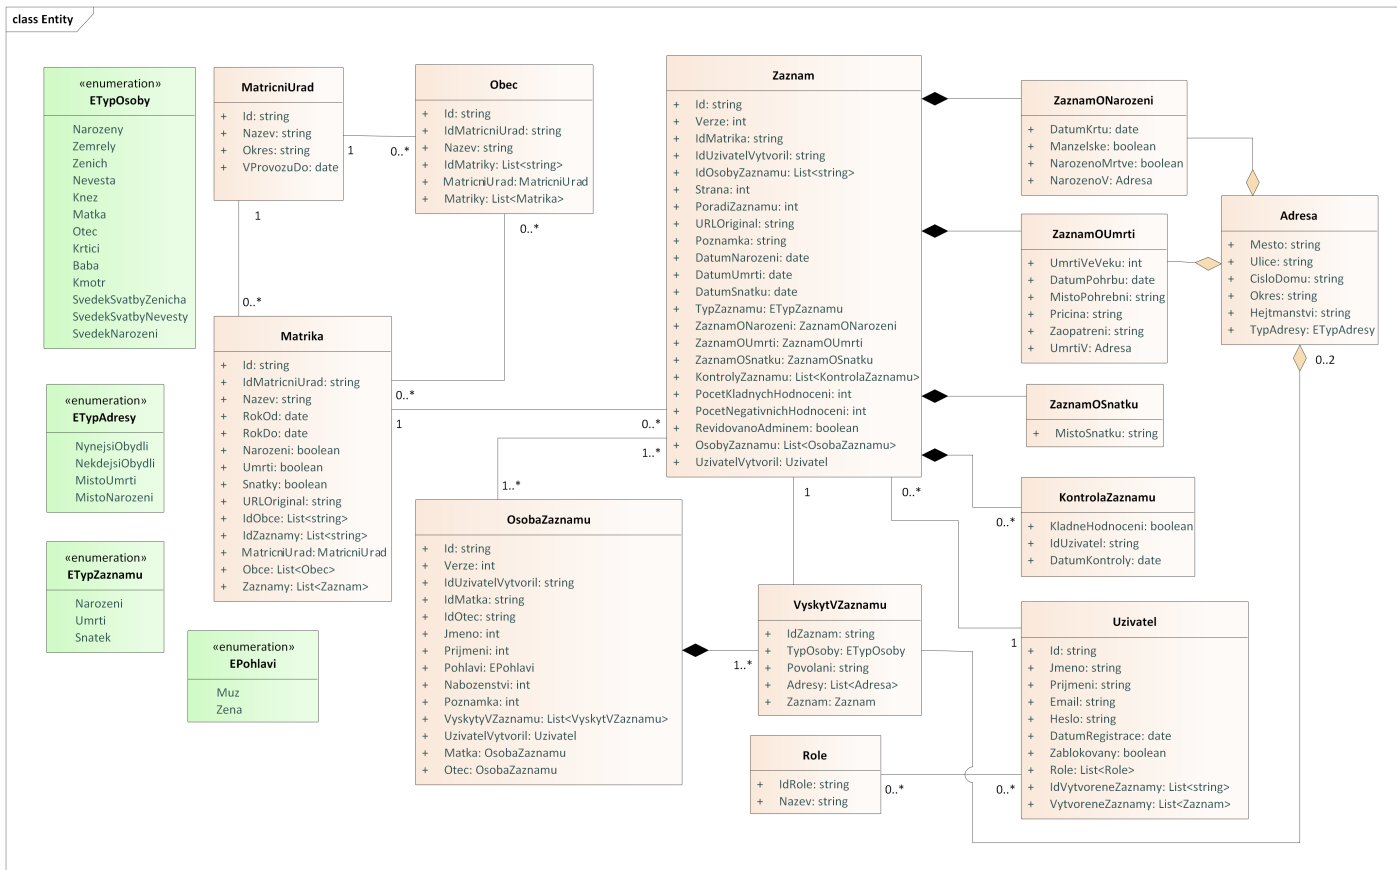 class Entity
«enumeration»
ETypOsoby
Narozeny
Zemrely
Zenich
Nevesta
Knez
Matka
Otec
Krtici
Baba
Kmotr
SvedekSvatbyZenicha
SvedekSvatbyNevesty
SvedekNarozeni
«enumeration»
ETypAdresy
NynejsiObydli
NekdejsiObydli
MistoUmrti
MistoNarozeni
«enumeration»
ETypZaznamu
Narozeni
Umrti
Snatek
«enumeration»
EPohlavi
Muz
Zena
MatricniUrad
+ Id: string
+ Nazev: string
+ Okres: string
+ VProvozuDo: date
1
0..*
1
0..*
Obec
+ Id: string
+ IdMatricniUrad: string
+ Nazev: string
+ IdMatriky: List<string>
+ MatricniUrad: MatricniUrad
+ Matriky: List<Matrika>
0..*
0..*
Matrika
+ Id: string
+ IdMatricniUrad: string
+ Nazev: string
+ RokOd: date
+ RokDo: date
+ Narozeni: boolean
+ Umrti: boolean
+ Snatky: boolean
+ URLOriginal: string
+ IdObce: List<string>
+ IdZaznamy: List<string>
+ MatricniUrad: MatricniUrad
+ Obce: List<Obec>
+ Zaznamy: List<Zaznam>
1
0..*
1..*
1..*
Zaznam
+ Id: string
+ Verze: int
+ IdMatrika: string
+ IdUzivatelVytvoril: string
+ IdOsobyZaznamu: List<string>
+ Strana: int
+ PoradiZaznamu: int
+ URLOriginal: string
+ Poznamka: string
+ DatumNarozeni: date
+ DatumUmrti: date
+ DatumSnatku: date
+ TypZaznamu: ETypZaznamu
+ ZaznamONarozeni: ZaznamONarozeni
+ ZaznamOUmrti: ZaznamOUmrti
+ ZaznamOSnatku: ZaznamOSnatku
+ KontrolyZaznamu: List<KontrolaZaznamu>
+ PocetKladnychHodnoceni: int
+ PocetNegativnichHodnoceni: int
+ RevidovanoAdminem: boolean
+ OsobyZaznamu: List<OsobaZaznamu>
+ UzivatelVytvoril: Uzivatel
1
0..*
OsobaZaznamu
+ Id: string
+ Verze: int
+ IdUzivatelVytvoril: string
+ IdMatka: string
+ IdOtec: string
+ Jmeno: int
+ Prijmeni: int
+ Pohlavi: EPohlavi
+ Nabozenstvi: int
+ Poznamka: int
+ VyskytyVZaznamu: List<VyskytVZaznamu>
+ UzivatelVytvoril: Uzivatel
+ Matka: OsobaZaznamu
+ Otec: OsobaZaznamu
1..*
VyskytVZaznamu
+ IdZaznam: string
+ TypOsoby: ETypOsoby
+ Povolani: string
+ Adresy: List<Adresa>
+ Zaznam: Zaznam
Role
+ IdRole: string
+ Nazev: string
0..*
0..*
ZaznamONarozeni
+ DatumKrtu: date
+ Manzelske: boolean
+ NarozenoMrtve: boolean
+ NarozenoV: Adresa
ZaznamOUmrti
+ UmrtiVeVeku: int
+ DatumPohrbu: date
+ MistoPohrebni: string
+ Pricina: string
+ Zaopatreni: string
+ UmrtiV: Adresa
Adresa
+ Mesto: string
+ Ulice: string
+ CisloDomu: string
+ Okres: string
+ Hejtmanstvi: string
+ TypAdresy: ETypAdresy
0..2
ZaznamOSnatku
+ MistoSnatku: string
KontrolaZaznamu
+ KladneHodnoceni: boolean
+ IdUzivatel: string
+ DatumKontroly: date
0..*
1
Uzivatel
+ Id: string
+ Jmeno: string
+ Prijmeni: string
+ Email: string
+ Heslo: string
+ DatumRegistrace: date
+ Zablokovany: boolean
+ Role: List<Role>
+ IdVytvoreneZaznamy: List<string>
+ VytvoreneZaznamy: List<Zaznam>